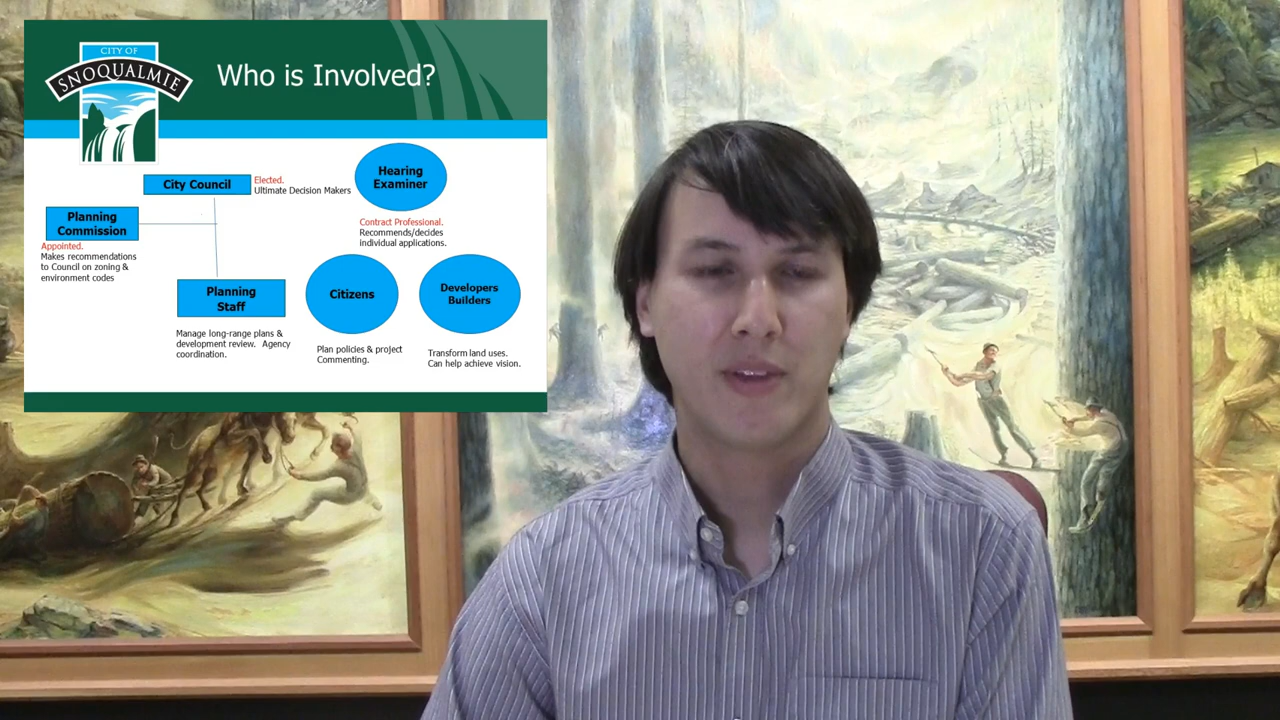 CITY OF
SNOQUALMIE
Who is Involved?
City Council
Elected.
Ultimate Decision Makers
Hearing
Examiner
Contract Professional.
Recommends/decides
individual applications.
Planning
Commission
Appointed.
Makes recommendations
to Council on zoning &
environment codes
Planning
Staff
Manage long-range plans &
development review. Agency
coordination.
Citizens
Plan policies & project
Commenting.
Developers
Builders
Transform land uses.
Can help achieve vision.